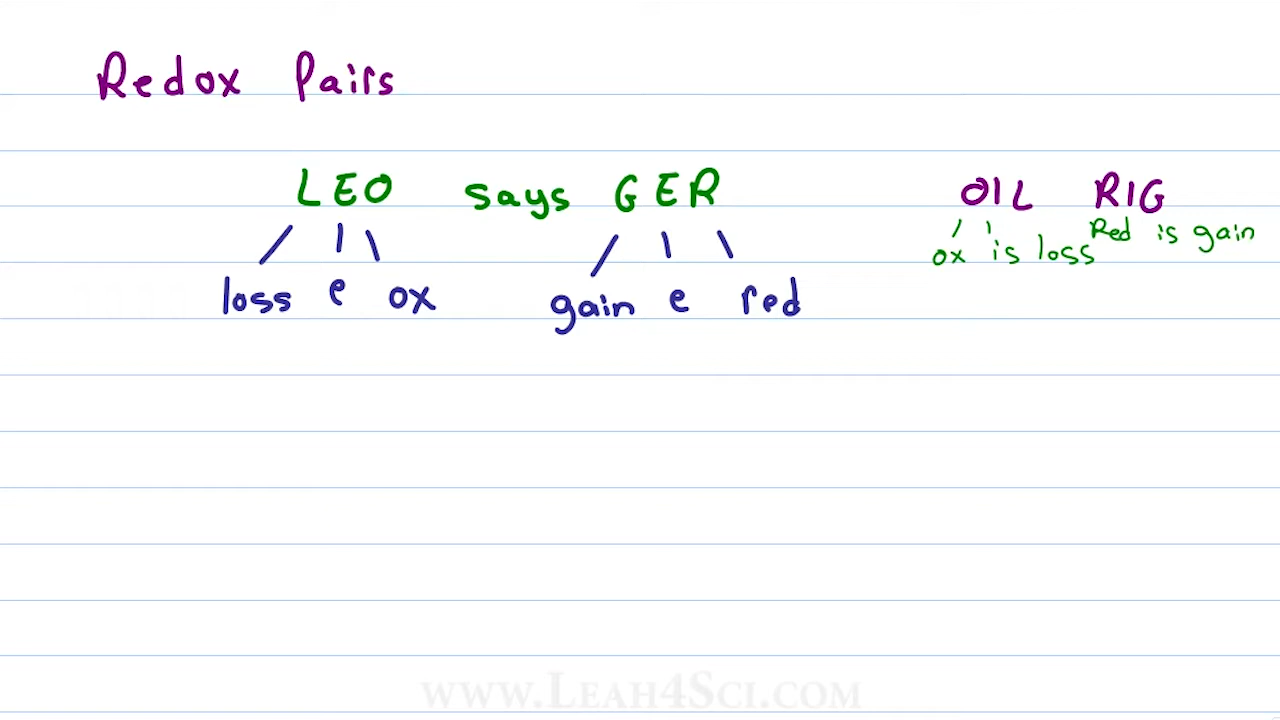 Redox Pairs
LEO says GER
OIL RIG
loss e ox
gain e red
ox is loss
Red is gain
www.Leah4Sci.com